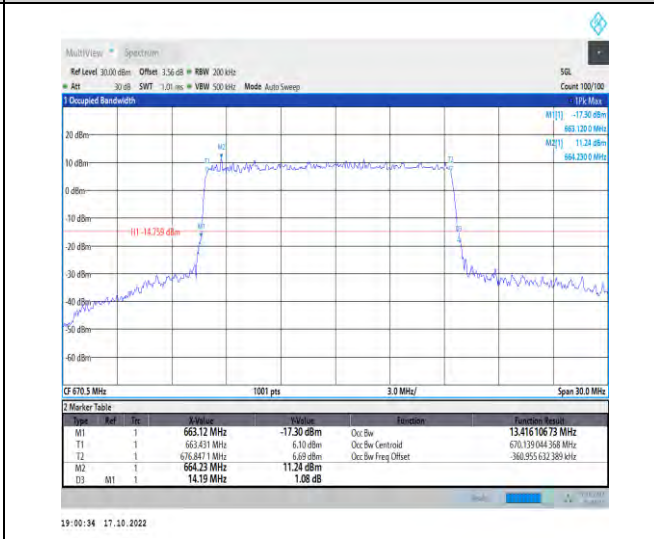 MultiView Spectrum
Ref Level 30.00 dBm Offset 3.56 dB RBW 200 kHz SGL
Att 30 dB SWT 1.01 ms VBW 500 kHz Mode Auto Sweep Count 100/100
1 Occupied Bandwidth 1Pk Max
M1[1] -17.30 dBm
663.120 0 MHz
M2[1] 11.24 dBm
664.230 0 MHz
M2
20 dBm
T1 T2
10 dBm
0 dBm
-10 dBm
M1 D3
H1 -14.759 dBm
-20 dBm
-30 dBm
-40 dBm
-50 dBm
-60 dBm
CF 670.5 MHz 1001 pts 3.0 MHz/ Span 30.0 MHz
2 Marker Table
Type Ref Trc X-Value Y-Value Function Function Result
M1 1 663.12 MHz -17.30 dBm Occ Bw 13.416 106 73 MHz
T1 1 663.431 MHz 6.10 dBm Occ Bw Centroid 670.139 044 368 MHz
T2 1 676.8471 MHz 6.69 dBm Occ Bw Freq Offset -360.955 632 389 kHz
M2 1 664.23 MHz 11.24 dBm
D3 M1 1 14.19 MHz 1.08 dB
19:00:34 17.10.2022